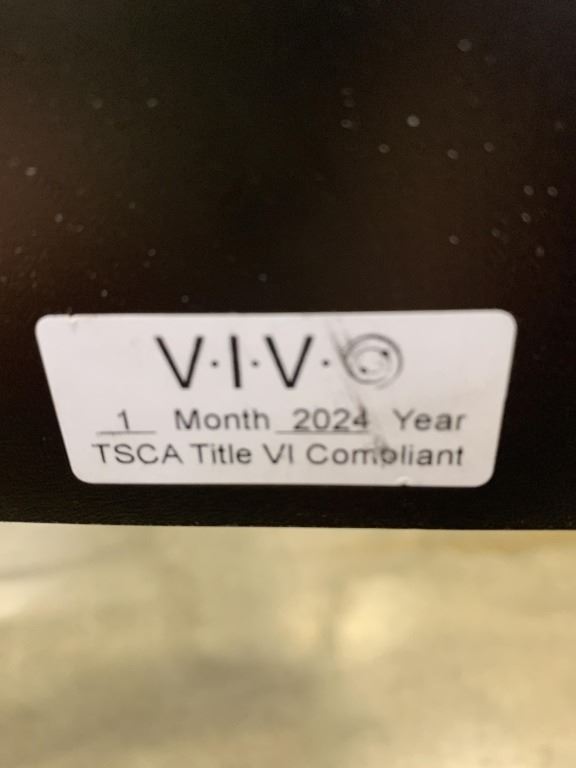 V·I·V·O
1 Month 2024 Year
TSCA Title VI Compliant